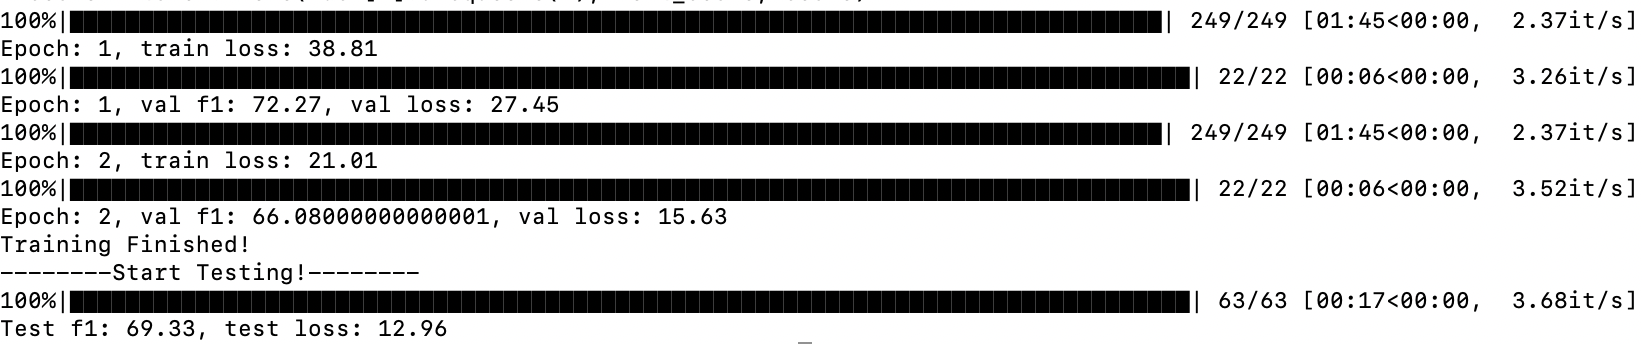 100%|██████████| 249/249 [01:45<00:00, 2.37it/s]
Epoch: 1, train loss: 38.81
100%|██████████| 22/22 [00:06<00:00, 3.26it/s]
Epoch: 1, val f1: 72.27, val loss: 27.45
100%|██████████| 249/249 [01:45<00:00, 2.37it/s]
Epoch: 2, train loss: 21.01
100%|██████████| 22/22 [00:06<00:00, 3.52it/s]
Epoch: 2, val f1: 66.08000000000001, val loss: 15.63
Training Finished!
--------Start Testing!--------
100%|██████████| 63/63 [00:17<00:00, 3.68it/s]
Test f1: 69.33, test loss: 12.96